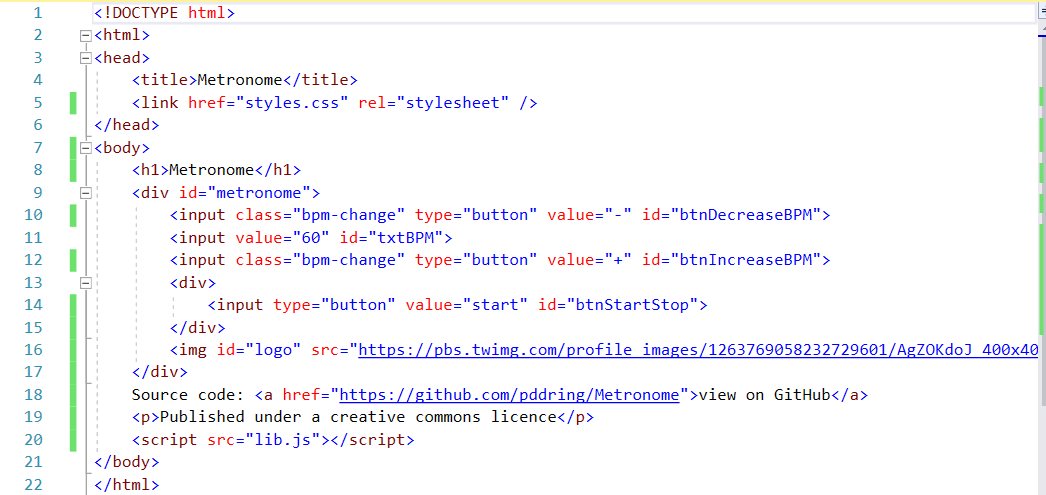 1 <!DOCTYPE html>
2 <html>
3 <head>
4 <title>Metronome</title>
5 <link href="styles.css" rel="stylesheet" />
6 </head>
7 <body>
8 <h1>Metronome</h1>
9 <div id="metronome">
10 <input class="bpm-change" type="button" value="-" id="btnDecreaseBPM">
11 <input value="60" id="txtBPM">
12 <input class="bpm-change" type="button" value="+" id="btnIncreaseBPM">
13 <div>
14 <input type="button" value="start" id="btnStartStop">
15 </div>
16 <img id="logo" src="https://pbs.twimg.com/profile_images/1263769058232729601/AgZOKdoJ_400x40
17 </div>
18 Source code: <a href="https://github.com/pddring/Metronome">view on GitHub</a>
19 <p>Published under a creative commons licence</p>
20 <script src="lib.js"></script>
21 </body>
22 </html>